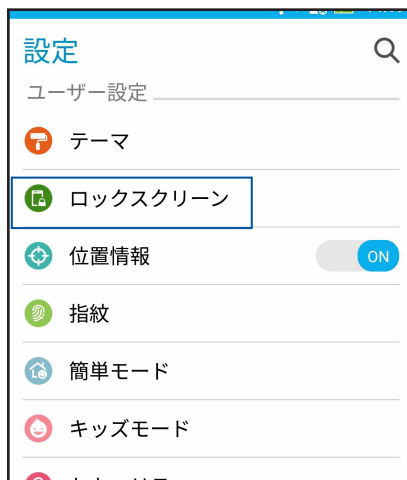 設定
ユーザー設定
テーマ
ロックスクリーン
位置情報 ON
指紋
簡単モード
キッズモード